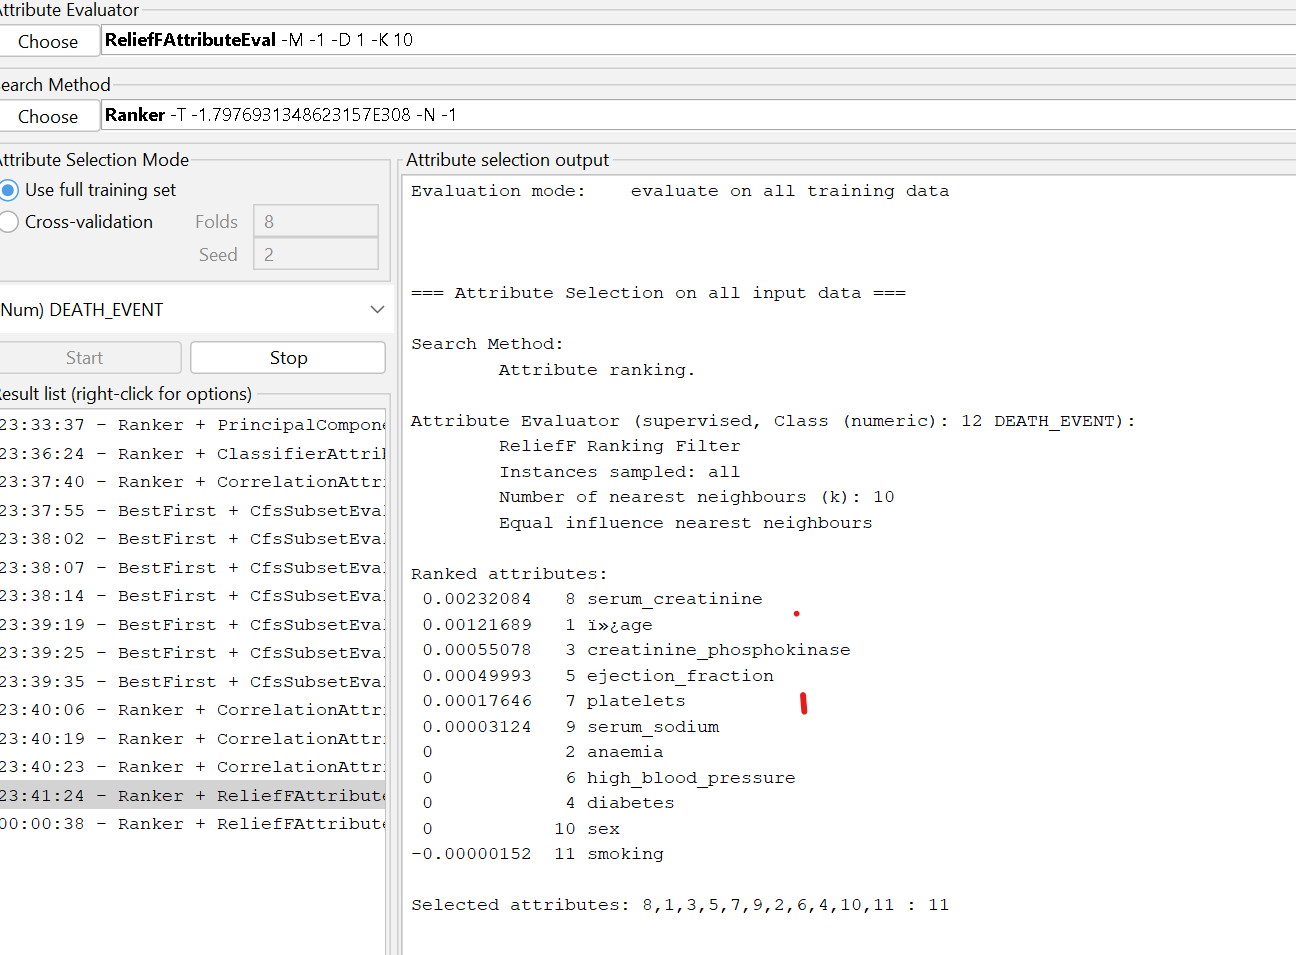 ttribute Evaluator
Choose ReliefFAttributeEval -M -1 -D 1 -K 10
earch Method
Choose Ranker -T -1.7976931348623157E308 -N -1
ttribute Selection Mode
Use full training set
Cross-validation Folds 8
Seed 2
Num) DEATH_EVENT
Start Stop
esult list (right-click for options)
23:33:37 - Ranker + PrincipalCompone
23:36:24 - Ranker + ClassifierAttril
23:37:40 - Ranker + CorrelationAttr
23:37:55 - BestFirst + CfsSubsetEval
23:38:02 - BestFirst + CfsSubsetEval
23:38:07 - BestFirst + CfsSubsetEval
23:38:14 - BestFirst + CfsSubsetEval
23:39:19 - BestFirst + CfsSubsetEval
23:39:25 - BestFirst + CfsSubsetEval
23:39:35 - BestFirst + CfsSubsetEval
23:40:06 - Ranker + CorrelationAttr
23:40:19 - Ranker + CorrelationAttr
23:40:23 - Ranker + CorrelationAttr
23:41:24 - Ranker + ReliefFAttribute
00:00:38 - Ranker + ReliefFAttribute
Attribute selection output
Evaluation mode: evaluate on all training data
=== Attribute Selection on all input data ===
Search Method:
Attribute ranking.
Attribute Evaluator (supervised, Class (numeric): 12 DEATH_EVENT):
ReliefF Ranking Filter
Instances sampled: all
Number of nearest neighbours (k): 10
Equal influence nearest neighbours
Ranked attributes:
0.00232084 8 serum_creatinine
0.00121689 1 ï»¿age
0.00055078 3 creatinine_phosphokinase
0.00049993 5 ejection_fraction
0.00017646 7 platelets
0.00003124 9 serum_sodium
0 2 anaemia
0 6 high_blood_pressure
0 4 diabetes
0 10 sex
-0.00000152 11 smoking
Selected attributes: 8,1,3,5,7,9,2,6,4,10,11 : 11